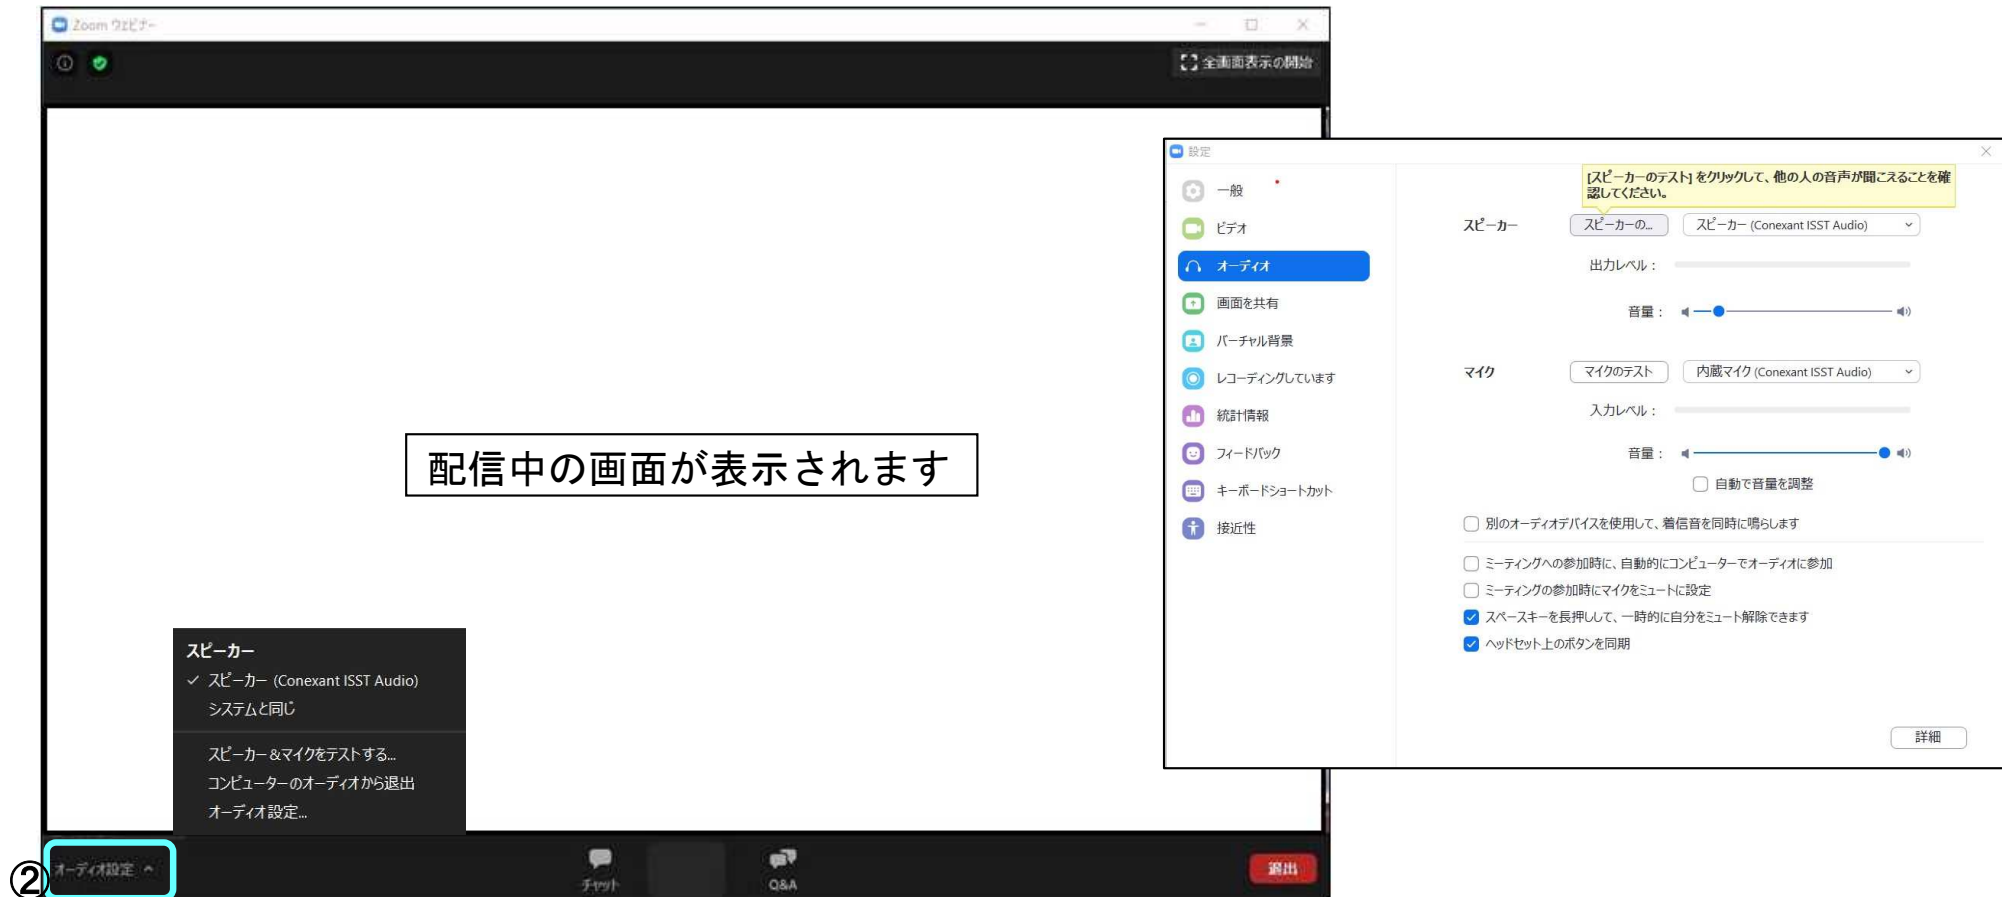 Zoom ウエビナー
全画面表示の開始
配信中の画面が表示されます
スピーカー
スピーカー (Conexant ISST Audio)
システムと同じ
スピーカー&マイクをテストする...
コンピューターのオーディオから退出
オーディオ設定...
②
オーディオ設定
チャット
Q&A
退出
設定
一般
ビデオ
オーディオ
画面を共有
バーチャル背景
レコーディングしています
統計情報
フィードバック
キーボードショートカット
接近性
[スピーカーのテスト] をクリックして、他の人の音声が聞こえることを確
認してください。
スピーカー スピーカーの... スピーカー (Conexant ISST Audio)
出力レベル：
音量：
マイク マイクのテスト 内蔵マイク (Conexant ISST Audio)
入力レベル：
音量：
自動で音量を調整
別のオーディオデバイスを使用して、着信音を同時に鳴らします
ミーティングへの参加時に、自動的にコンピューターでオーディオに参加
ミーティングの参加時にマイクをミュートに設定
スペースキーを長押しして、一時的に自分をミュート解除できます
ヘッドセット上のボタンを同期
詳細